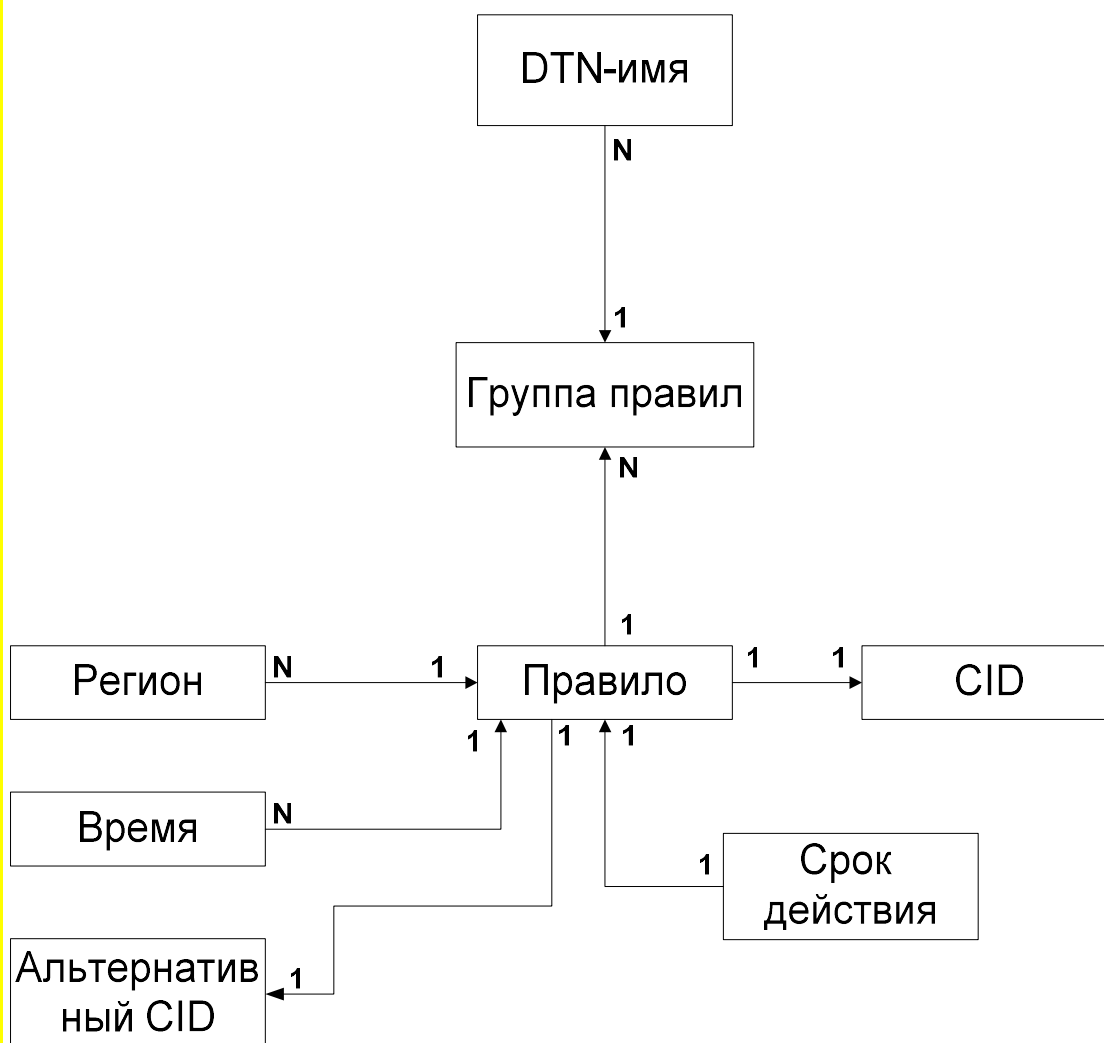 DTN-имя
N
1
Группа правил
N
1
Регион
N
1
Правило
1
1
CID
1
1
1
Время
N
Срок
действия
1
Альтернатив
ный CID
1